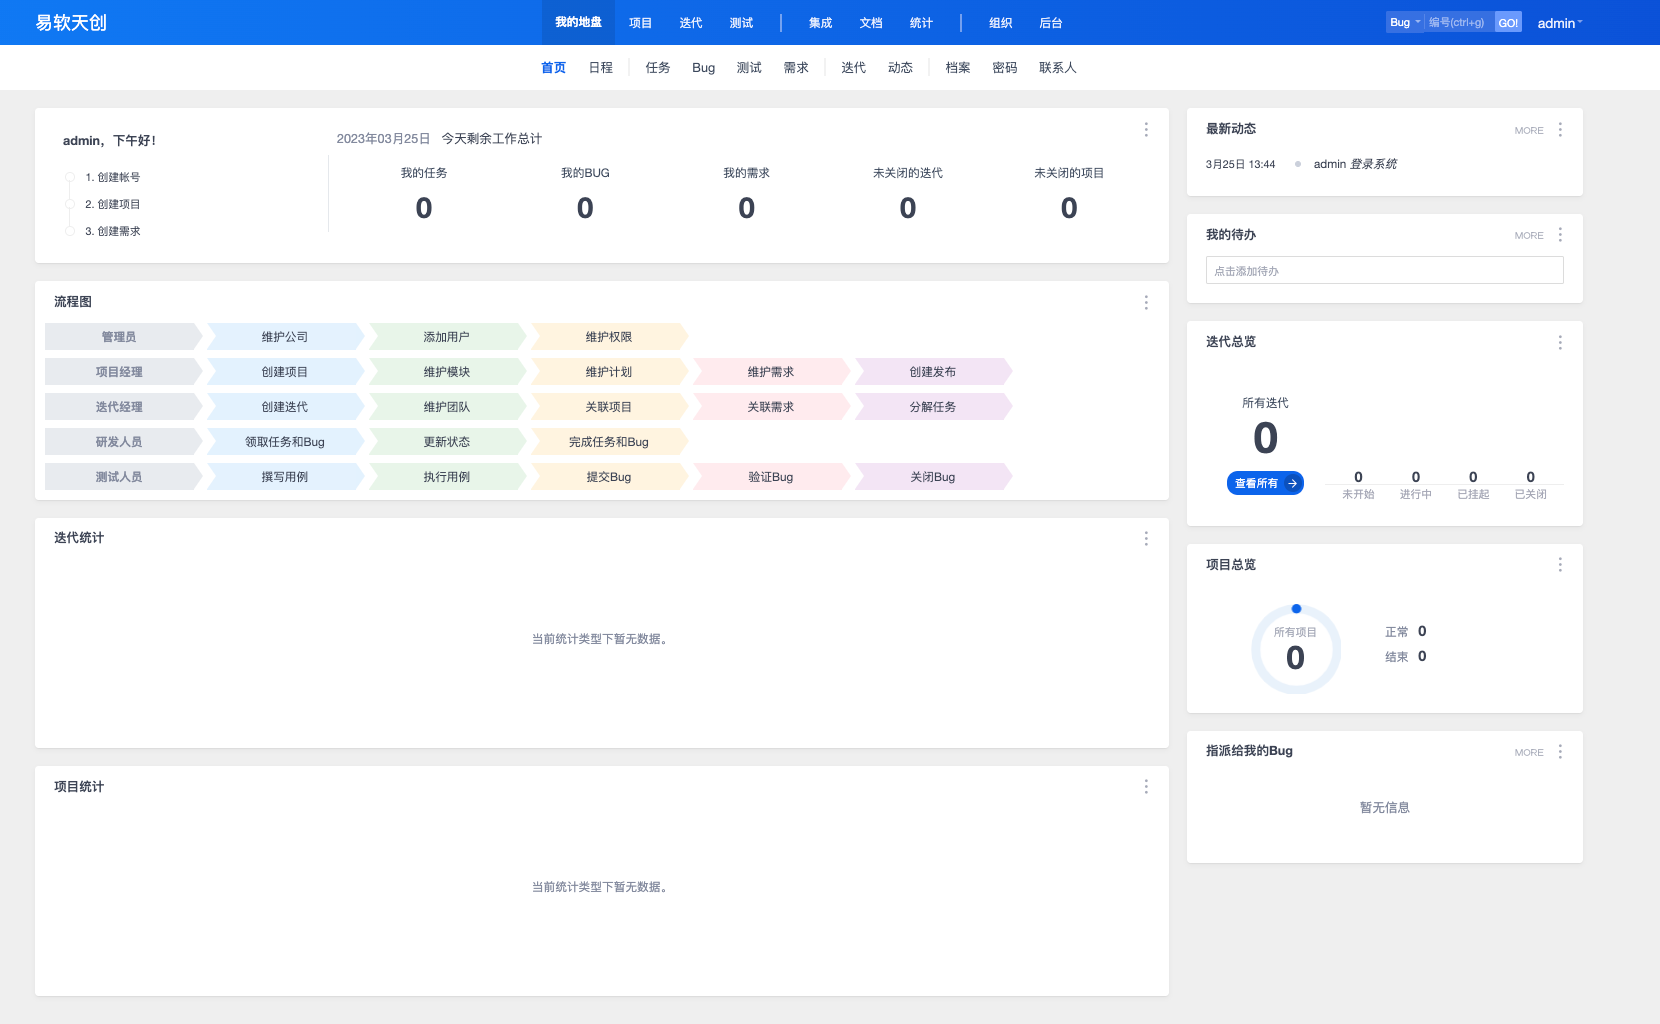 易软天创
我的地盘 项目 迭代 测试 集成 文档 统计 组织 后台
Bug 编号(ctrl+g) GO! admin
首页 日程 任务 Bug 测试 需求 迭代 动态 档案 密码 联系人
admin，下午好！
1. 创建帐号
2. 创建项目
3. 创建需求
2023年03月25日 今天剩余工作总计
我的任务 我的BUG 我的需求 未关闭的迭代 未关闭的项目
0 0 0 0 0
流程图
管理员 维护公司 添加用户 维护权限
项目经理 创建项目 维护模块 维护计划 维护需求 创建发布
迭代经理 创建迭代 维护团队 关联项目 关联需求 分解任务
研发人员 领取任务和Bug 更新状态 完成任务和Bug
测试人员 撰写用例 执行用例 提交Bug 验证Bug 关闭Bug
迭代统计
当前统计类型下暂无数据。
项目统计
当前统计类型下暂无数据。
最新动态 MORE
3月25日 13:44 admin 登录系统
我的待办 MORE
点击添加待办
迭代总览
所有迭代
0
查看所有
0 0 0 0
未开始 进行中 已挂起 已关闭
项目总览
所有项目
0
正常 0
结束 0
指派给我的Bug MORE
暂无信息